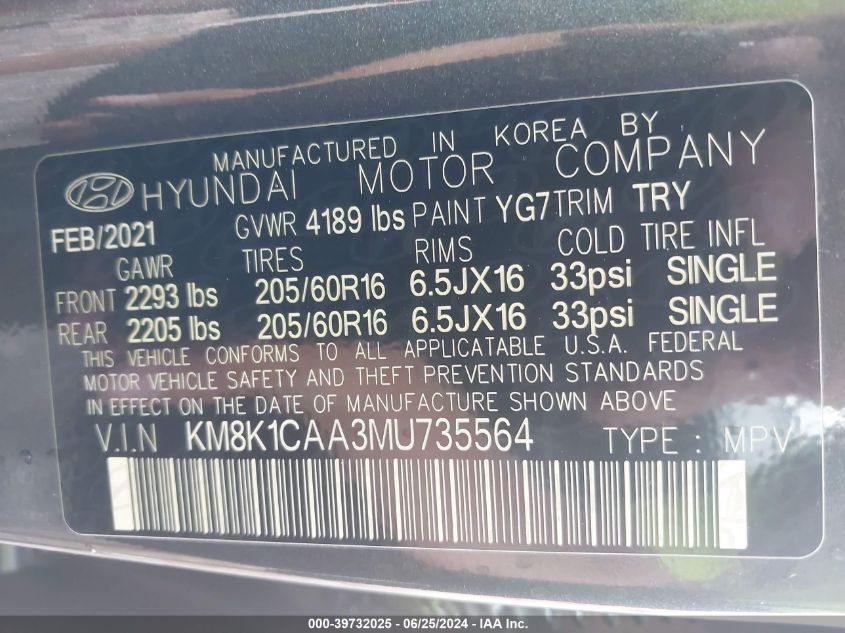 MANUFACTURED IN KOREA BY
HYUNDAI MOTOR COMPANY
FEB/2021 GVWR 4189 lbs PAINT YG7 TRIM TRY
GAWR TIRES RIMS COLD TIRE INFL
FRONT 2293 lbs 205/60R16 6.5JX16 33psi SINGLE
REAR 2205 lbs 205/60R16 6.5JX16 33psi SINGLE
THIS VEHICLE CONFORMS TO ALL APPLICATABLE U.S.A. FEDERAL
MOTOR VEHICLE SAFETY AND THEFT PREVENTION STANDARDS
IN EFFECT ON THE DATE OF MANUFACTURE SHOWN ABOVE
V.I.N KM8K1CAA3MU735564 TYPE : MPV
000-39732025 - 06/25/2024 - IAA, Inc.